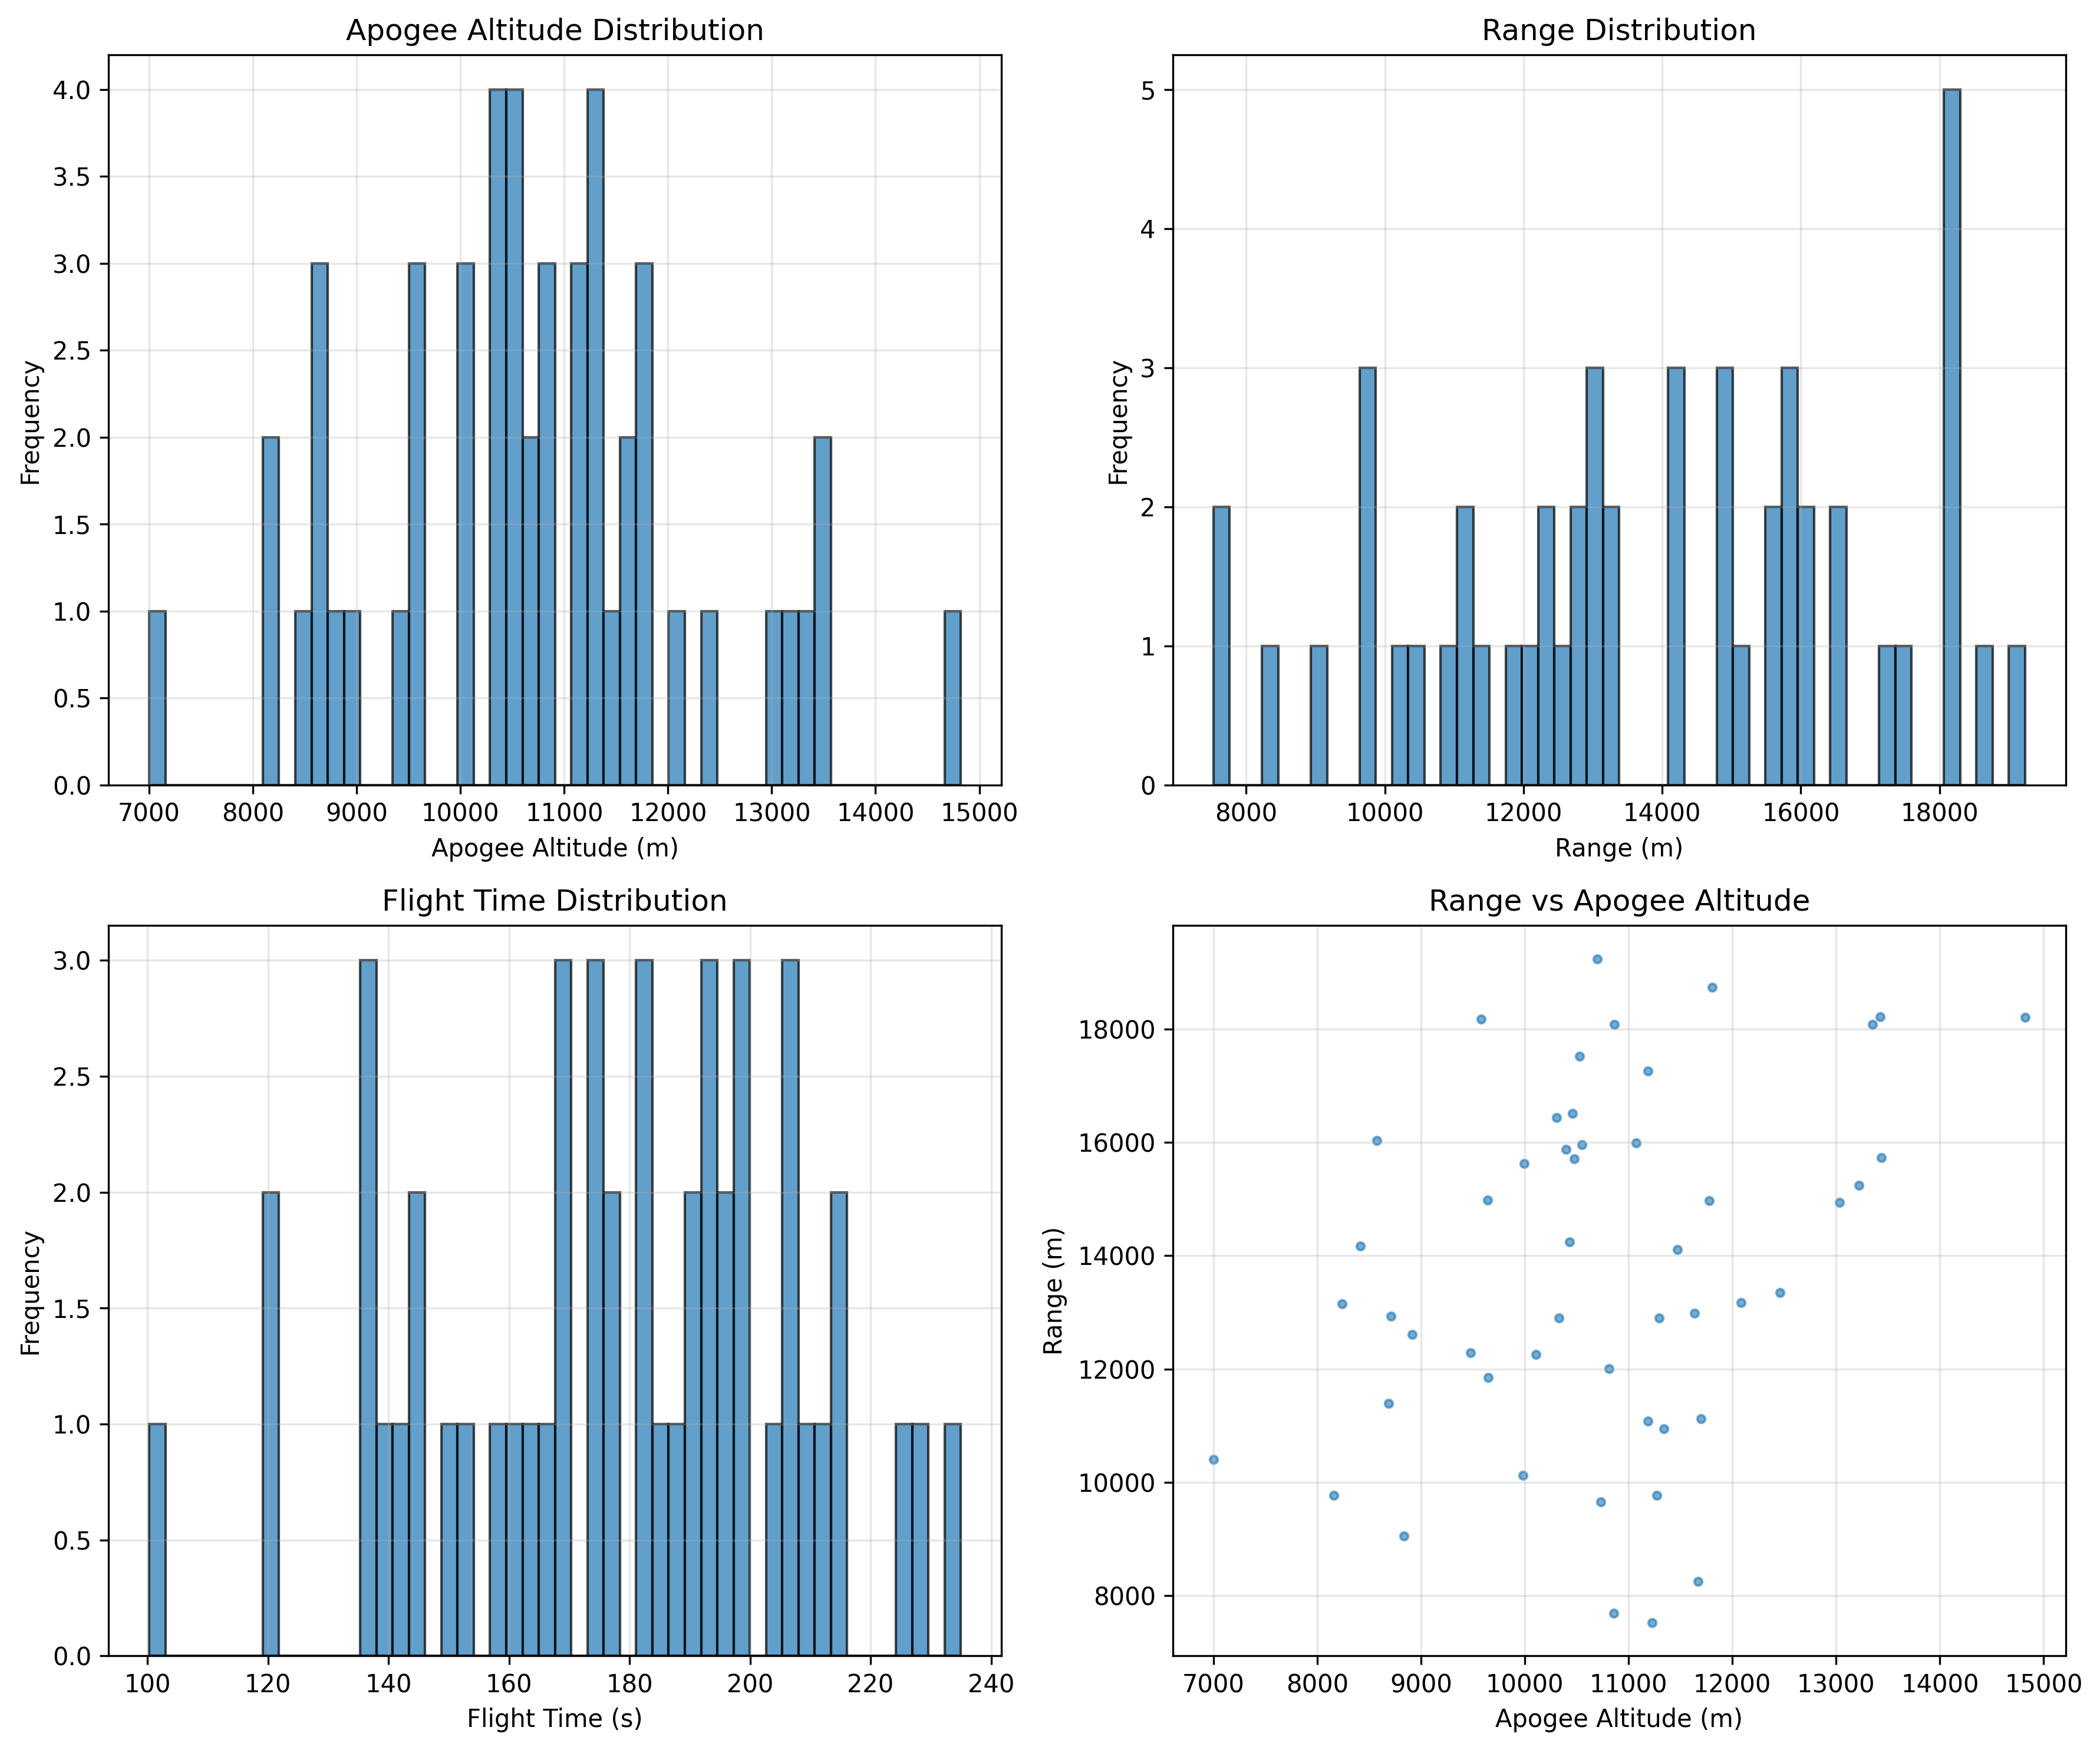 Apogee Altitude Distribution
4.0
3.5
3.0
2.5
2.0
1.5
1.0
0.5
0.0
Frequency
7000 8000 9000 10000 11000 12000 13000 14000 15000
Apogee Altitude (m)
Range Distribution
5
4
3
2
1
0
Frequency
8000 10000 12000 14000 16000 18000
Range (m)
Flight Time Distribution
3.0
2.5
2.0
1.5
1.0
0.5
0.0
Frequency
100 120 140 160 180 200 220 240
Flight Time (s)
Range vs Apogee Altitude
18000
16000
14000
12000
10000
8000
Range (m)
7000 8000 9000 10000 11000 12000 13000 14000 15000
Apogee Altitude (m)